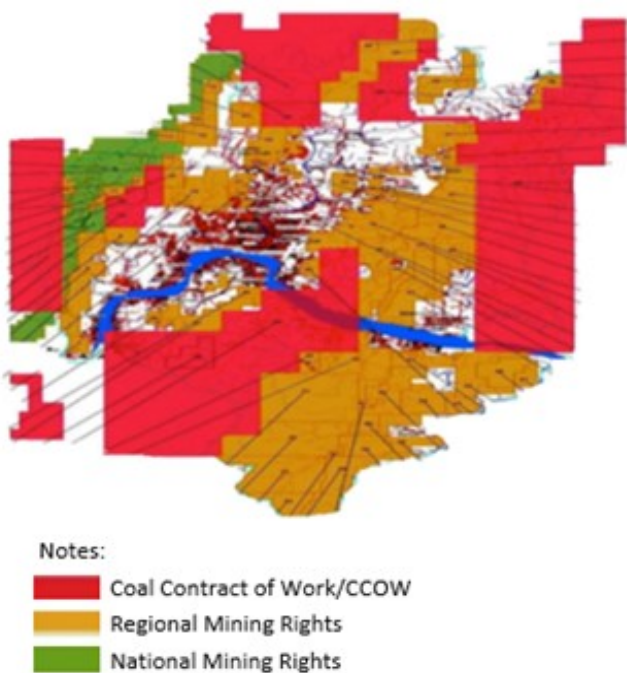 Notes:
Coal Contract of Work/CCOW
Regional Mining Rights
National Mining Rights